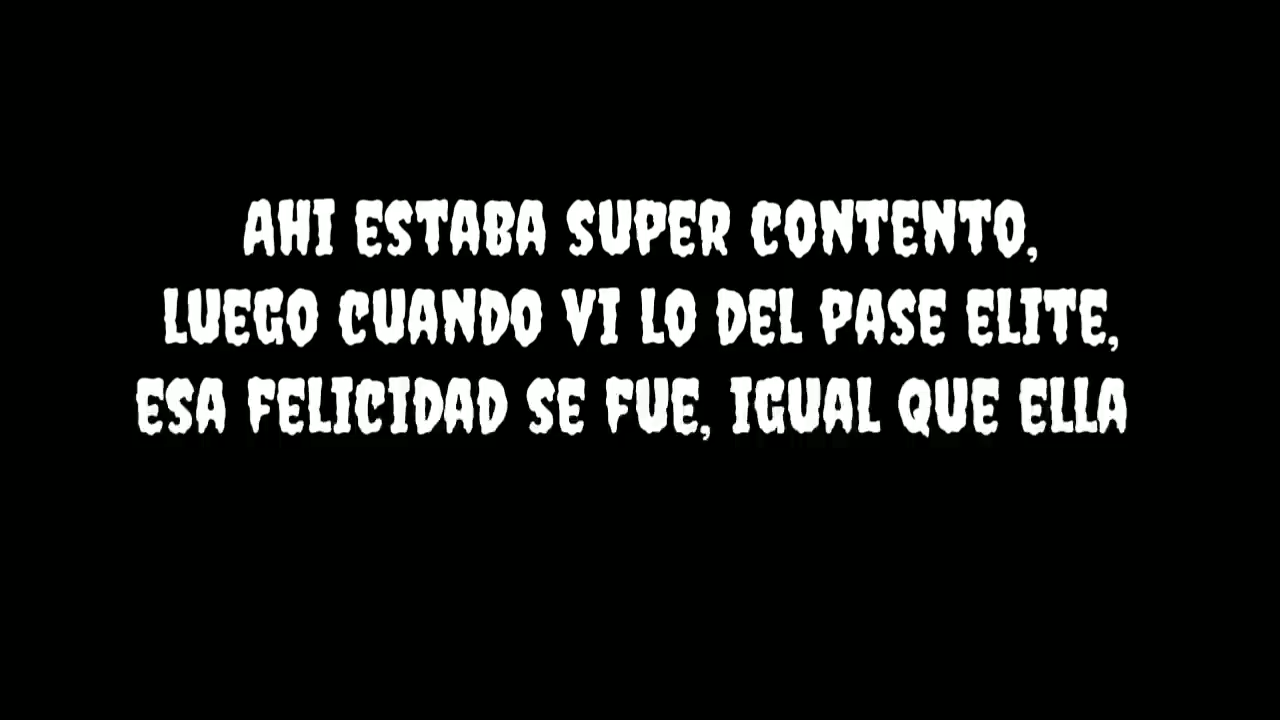 AHI ESTABA SUPER CONTENTO,
LUEGO CUANDO VI LO DEL PASE ELITE,
ESA FELICIDAD SE FUE, IGUAL QUE ELLA